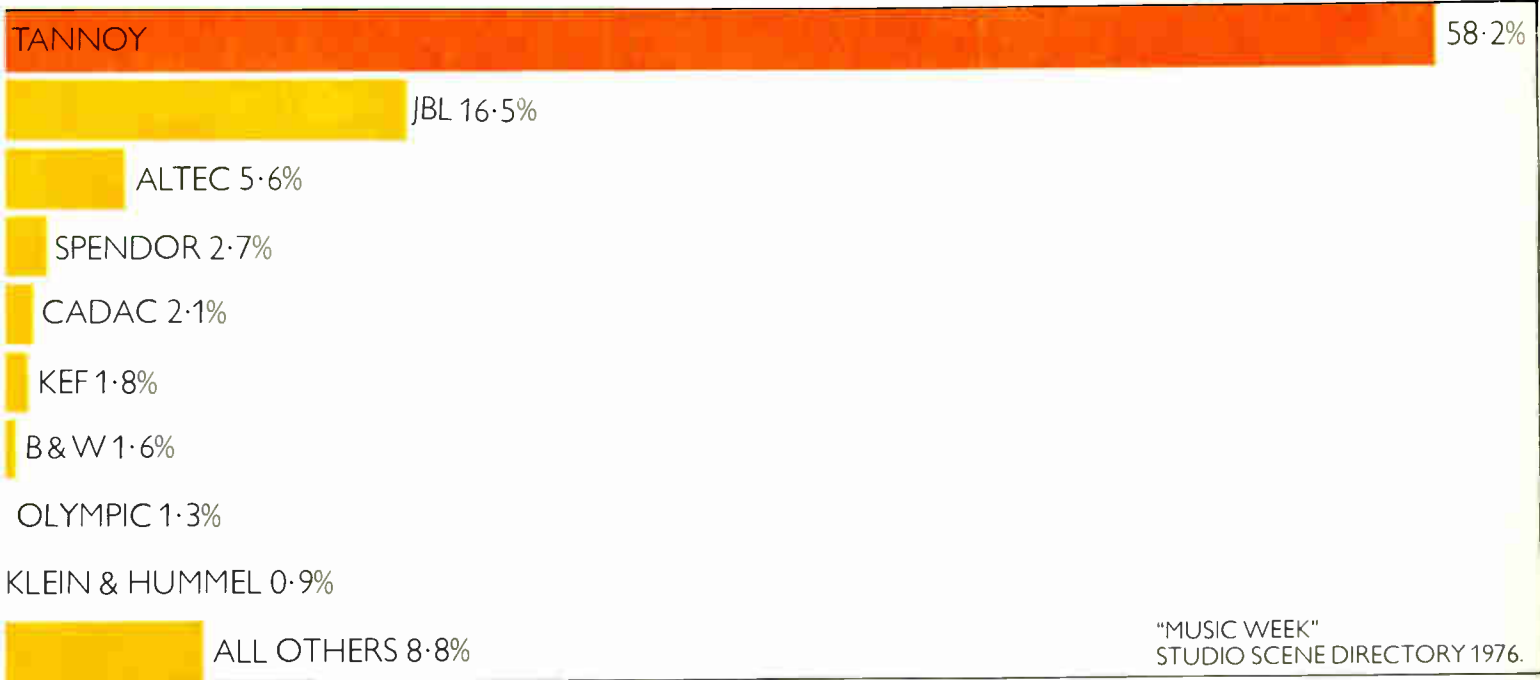 TANNOY 58·2%
JBL 16·5%
ALTEC 5·6%
SPENDOR 2·7%
CADAC 2·1%
KEF 1·8%
B & W 1·6%
OLYMPIC 1·3%
KLEIN & HUMMEL 0·9%
ALL OTHERS 8·8%
"MUSIC WEEK"
STUDIO SCENE DIRECTORY 1976.